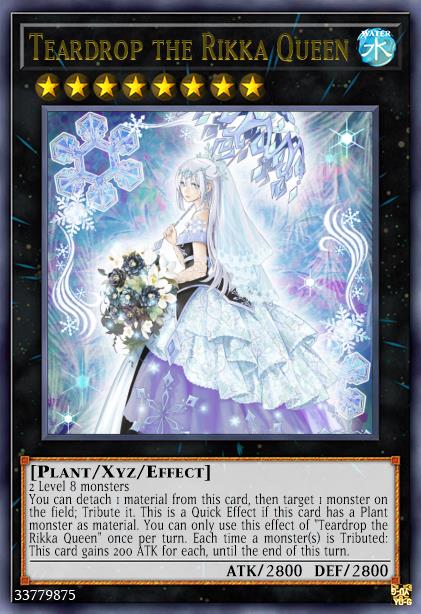 Teardrop the Rikka Queen
WATER
水
[Plant/Xyz/Effect]
2 Level 8 monsters
You can detach 1 material from this card, then target 1 monster on
the field; Tribute it. This is a Quick Effect if this card has a Plant
monster as material. You can only use this effect of "Teardrop the
Rikka Queen" once per turn. Each time a monster(s) is Tributed:
This card gains 200 ATK for each, until the end of this turn.
ATK/2800 DEF/2800
33779875